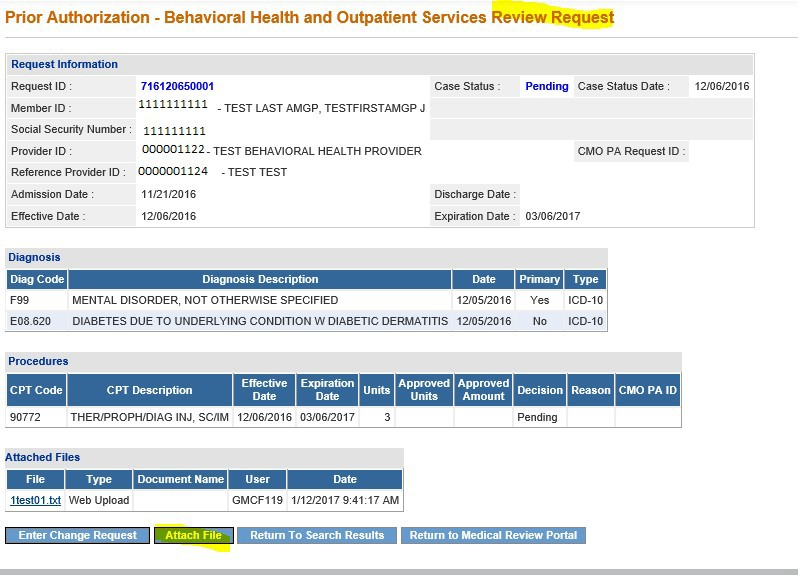 Prior Authorization - Behavioral Health and Outpatient Services Review Request
Request Information
Request ID : 716120650001 Case Status : Pending Case Status Date : 12/06/2016
Member ID : 1111111111 - TEST LAST AMGP, TESTFIRSTAMGP J
Social Security Number : 111111111
Provider ID : 000001122 - TEST BEHAVIORAL HEALTH PROVIDER CMO PA Request ID :
Reference Provider ID : 0000001124 - TEST TEST
Admission Date : 11/21/2016 Discharge Date :
Effective Date : 12/06/2016 Expiration Date : 03/06/2017
Diagnosis
Diag Code Diagnosis Description Date Primary Type
F99 MENTAL DISORDER, NOT OTHERWISE SPECIFIED 12/05/2016 Yes ICD-10
E08.620 DIABETES DUE TO UNDERLYING CONDITION W DIABETIC DERMATITIS 12/05/2016 No ICD-10
Procedures
CPT Code CPT Description Effective Date Expiration Date Units Approved Units Approved Amount Decision Reason CMO PA ID
90772 THER/PROPH/DIAG INJ, SC/IM 12/06/2016 03/06/2017 3 Pending
Attached Files
File Type Document Name User Date
1test01.txt Web Upload GMCF119 1/12/2017 9:41:17 AM
Enter Change Request Attach File Return To Search Results Return to Medical Review Portal